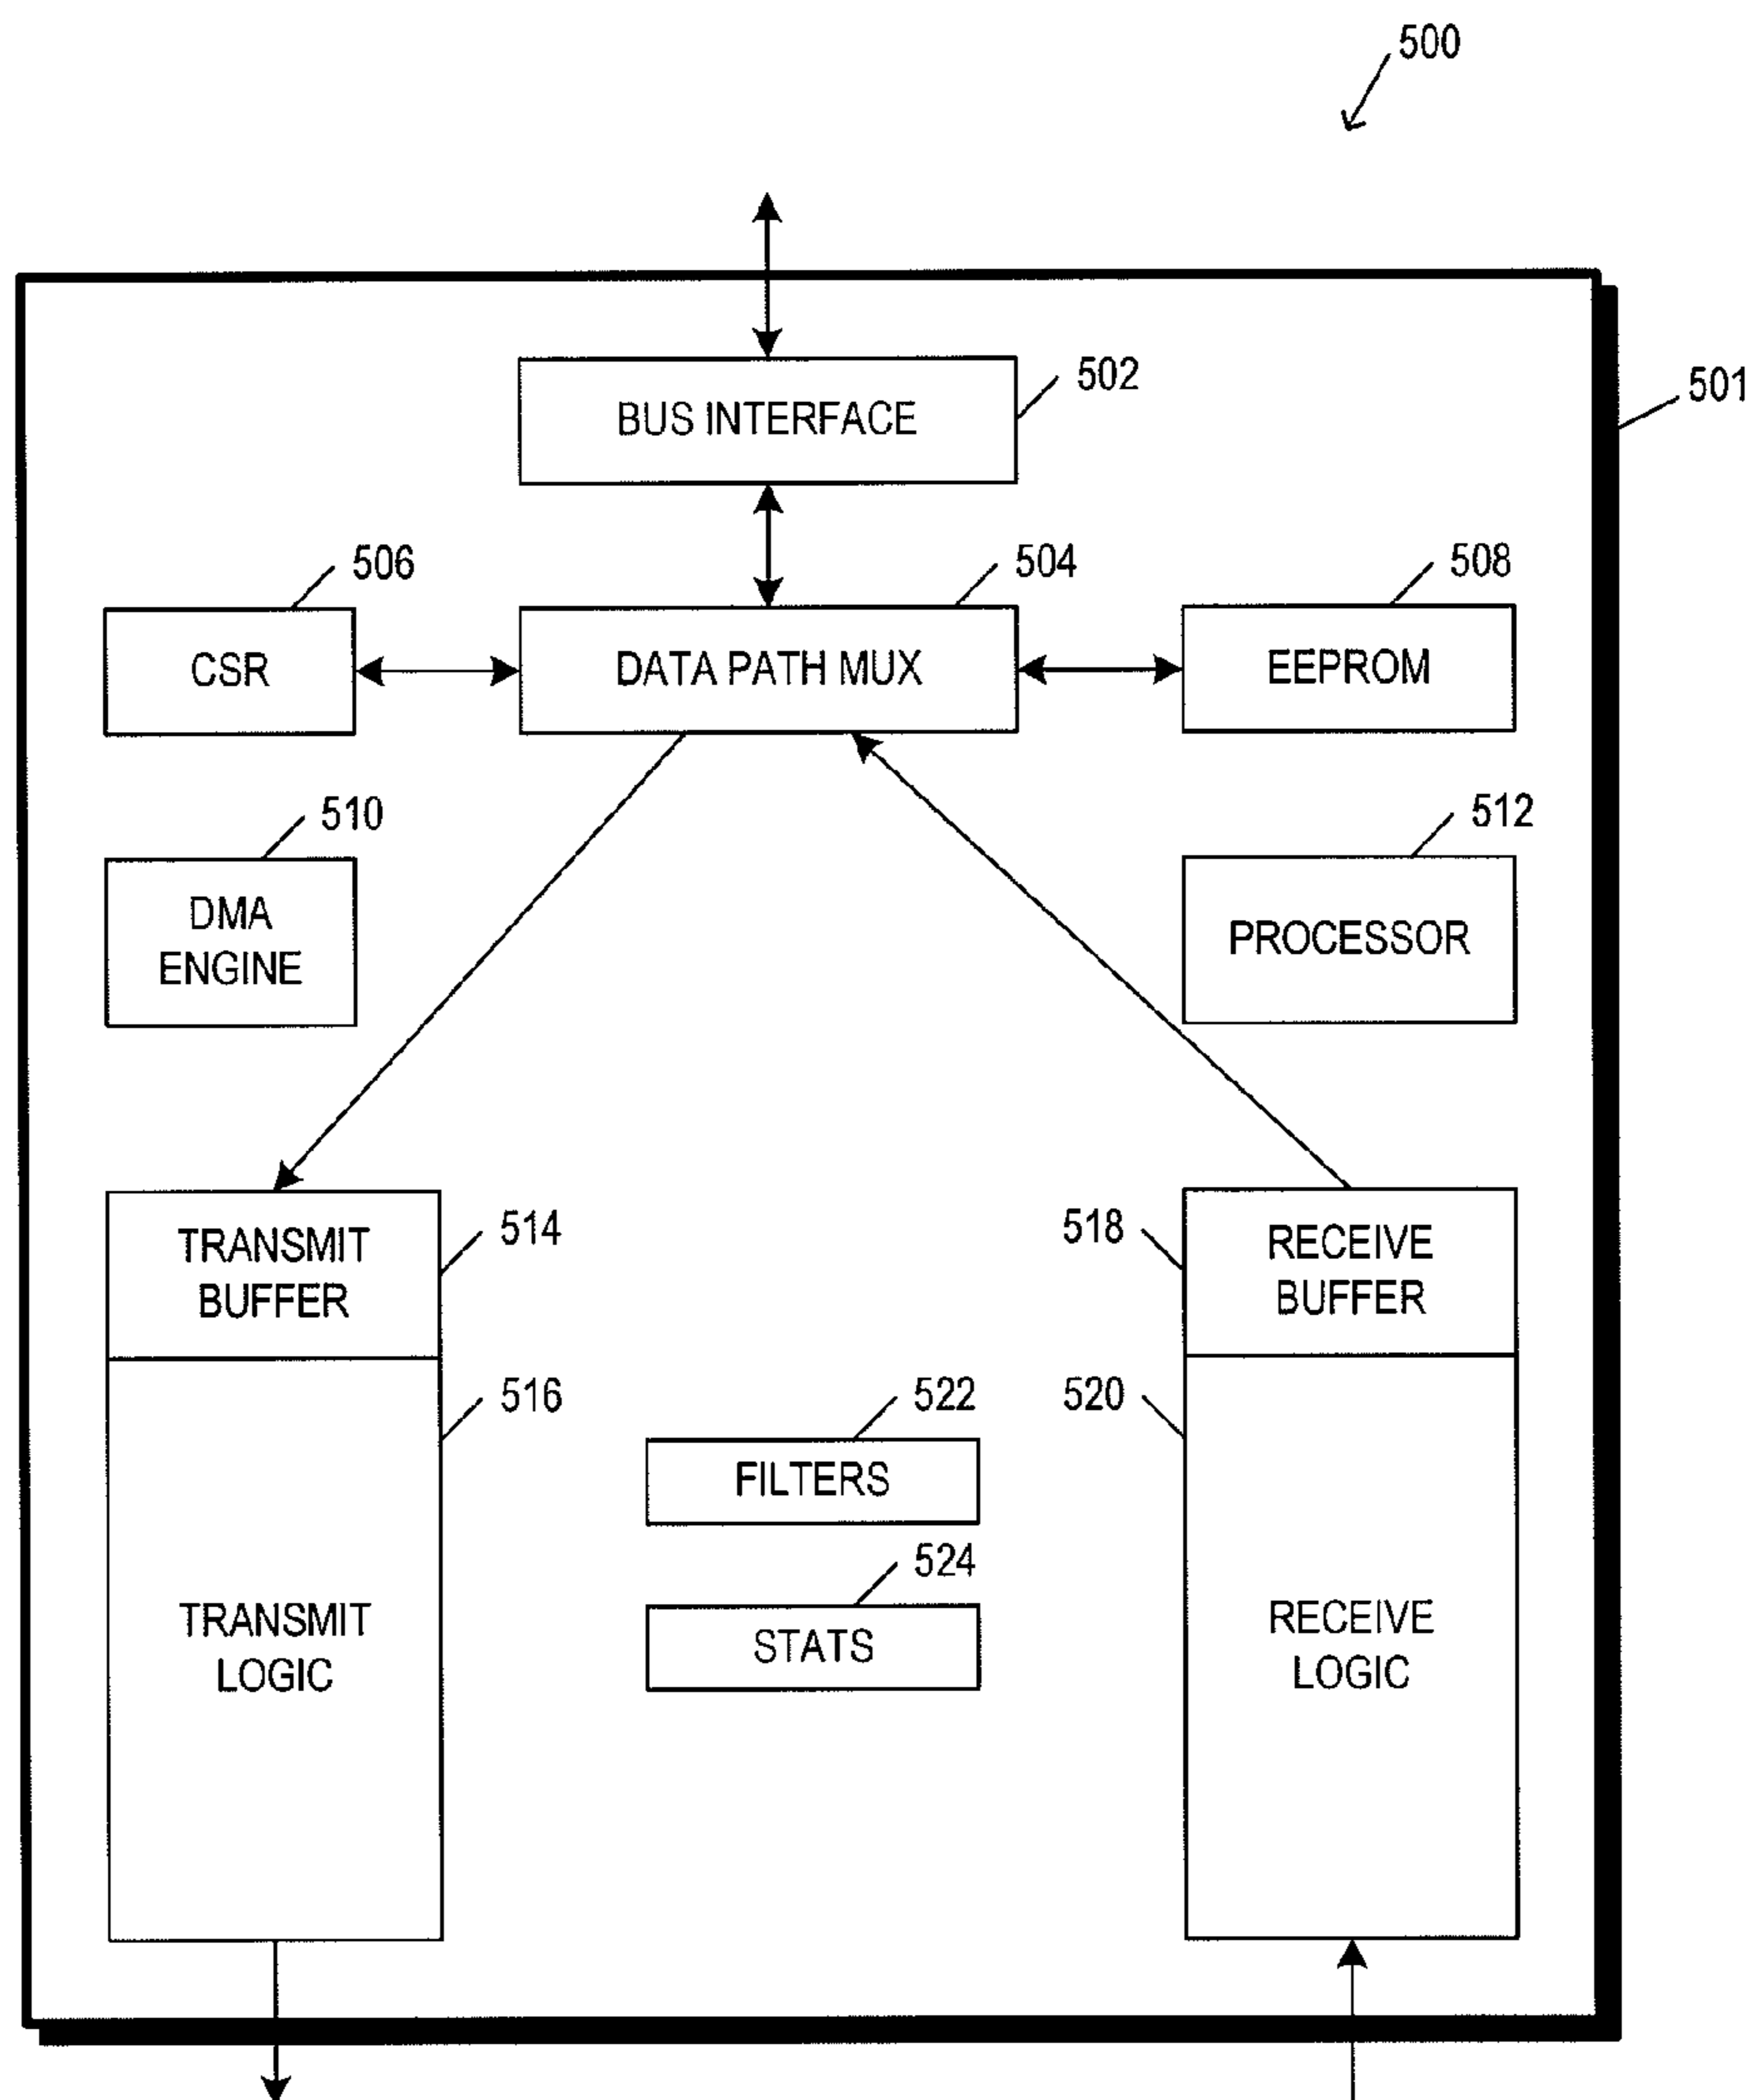 500
501
502
BUS INTERFACE
506
504
508
CSR
DATA PATH MUX
EEPROM
510
512
DMA
ENGINE
PROCESSOR
TRANSMIT
BUFFER
514
518
RECEIVE
BUFFER
516
522
520
FILTERS
524
STATS
TRANSMIT
LOGIC
RECEIVE
LOGIC